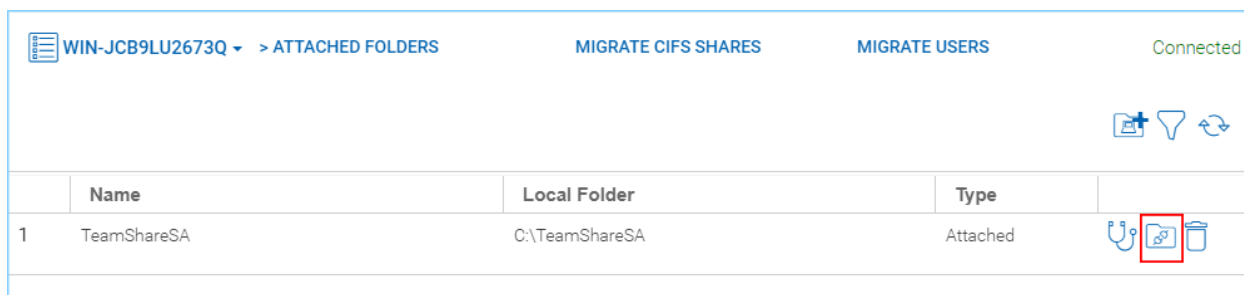 WIN-JCB9LU2673Q > ATTACHED FOLDERS MIGRATE CIFS SHARES MIGRATE USERS Connected
Name Local Folder Type
1 TeamShareSA C:\TeamShareSA Attached